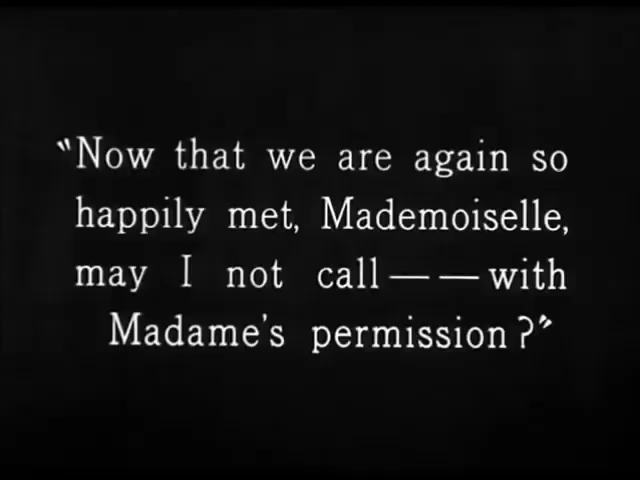 "Now that we are again so
happily met, Mademoiselle,
may I not call — — with
Madame's permission?"